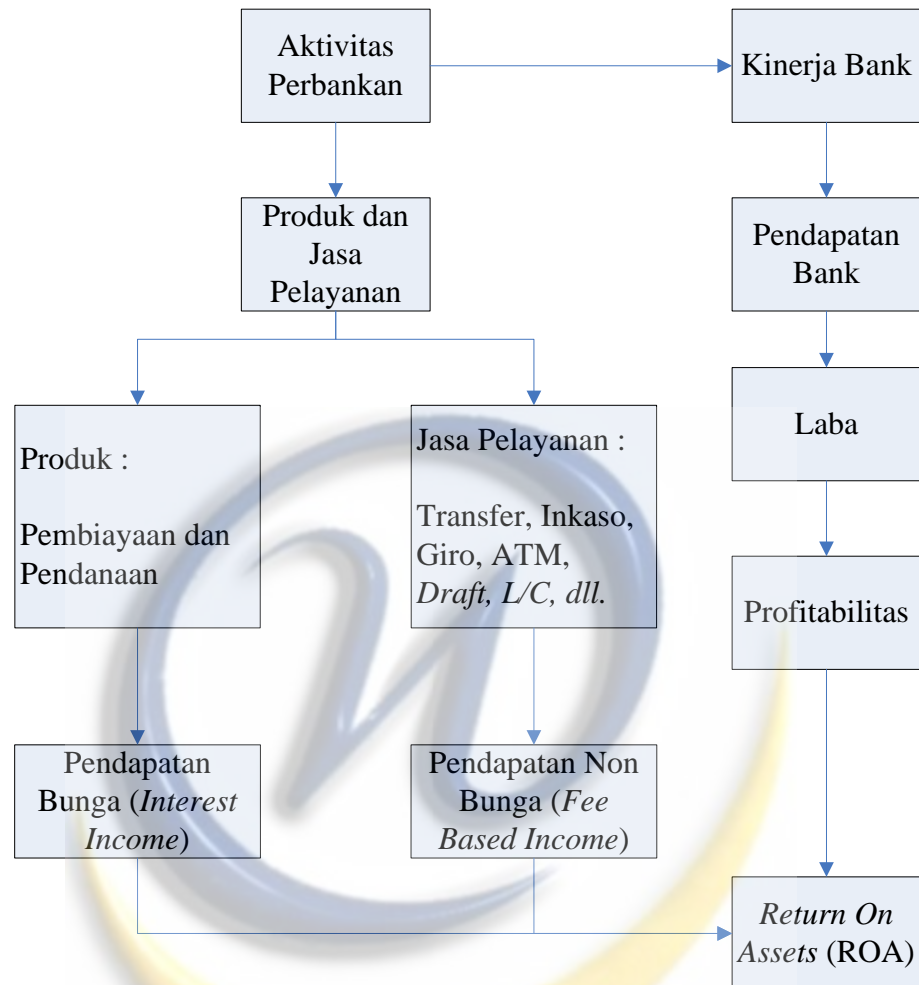 Aktivitas
Perbankan
Kinerja Bank
Produk dan
Jasa
Pelayanan
Pendapatan
Bank
Produk :
Pembiayaan dan
Pendanaan
Jasa Pelayanan :
Transfer, Inkaso,
Giro, ATM,
Draft, L/C, dll.
Laba
Profitabilitas
Pendapatan
Bunga (Interest
Income)
Pendapatan Non
Bunga (Fee
Based Income)
Return On
Assets (ROA)